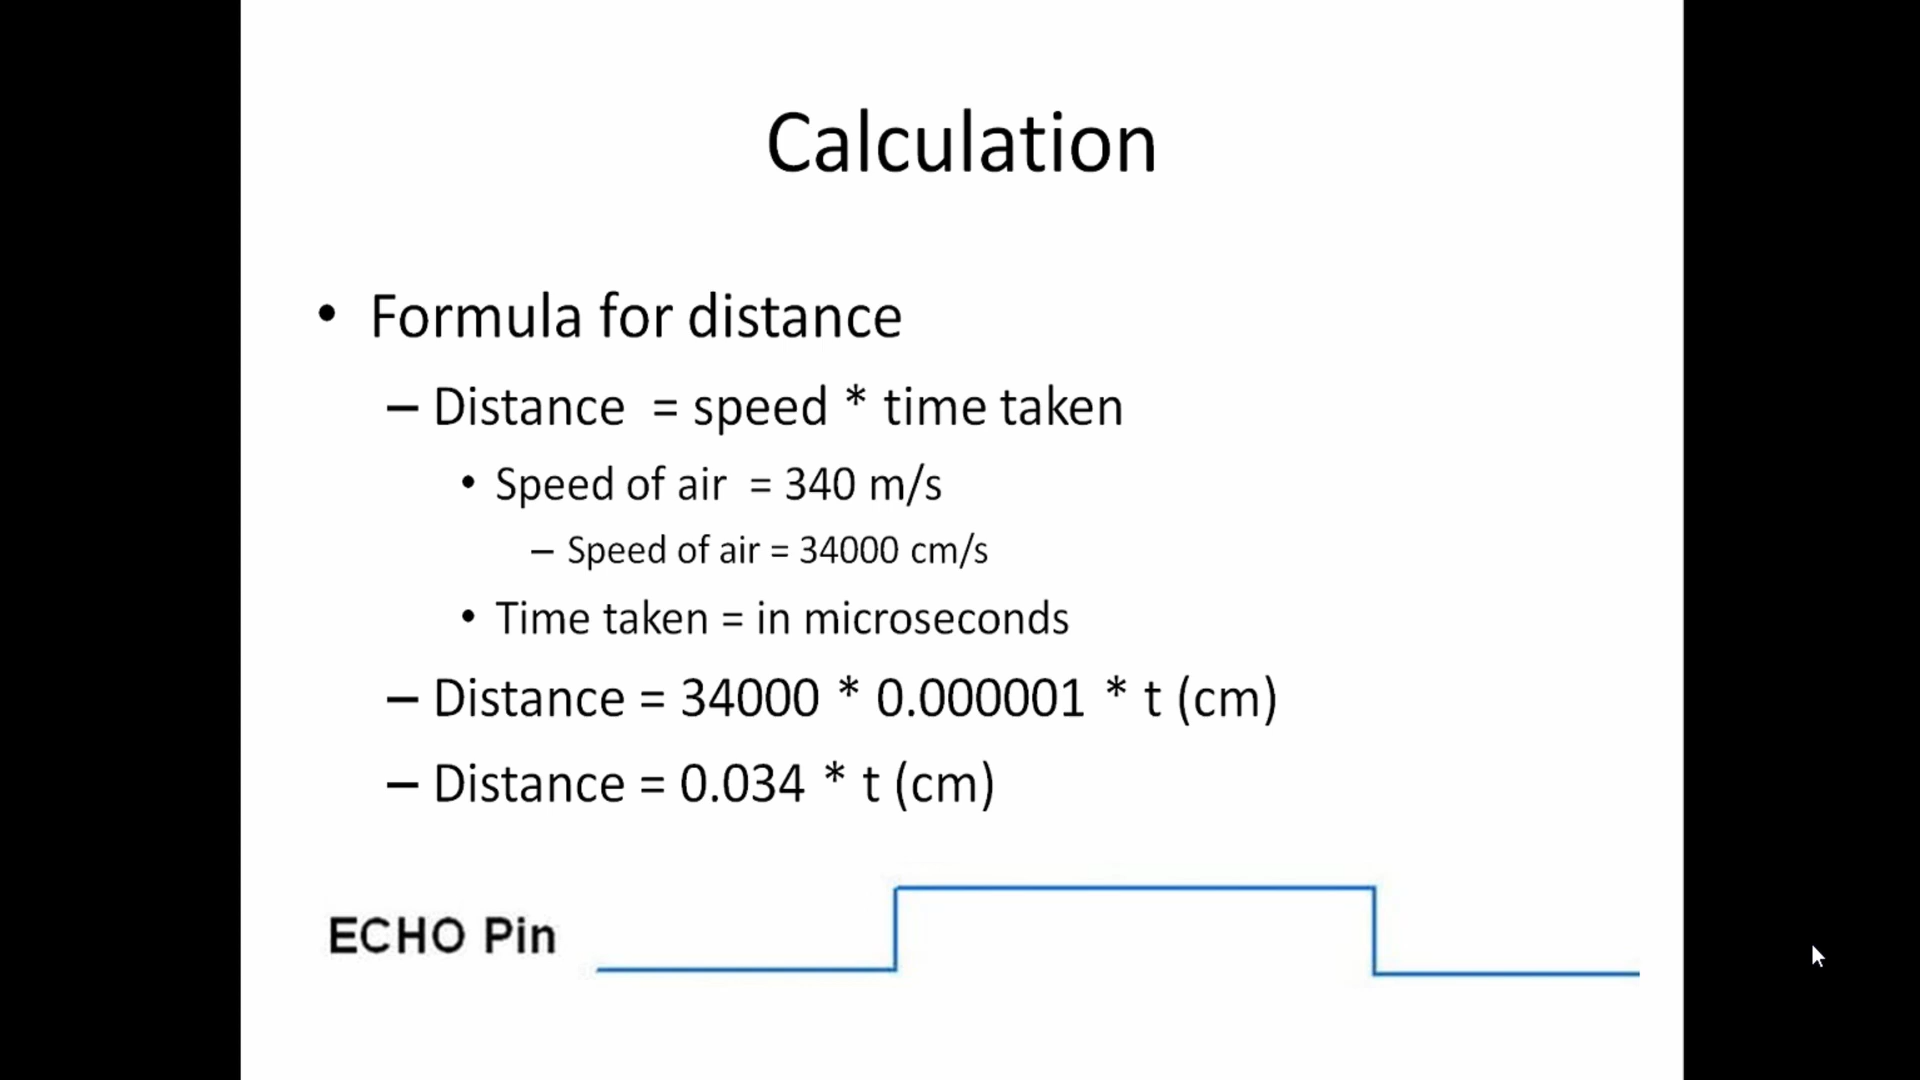 Calculation
• Formula for distance
– Distance = speed * time taken
• Speed of air = 340 m/s
– Speed of air = 34000 cm/s
• Time taken = in microseconds
– Distance = 34000 * 0.000001 * t (cm)
– Distance = 0.034 * t (cm)
ECHO Pin